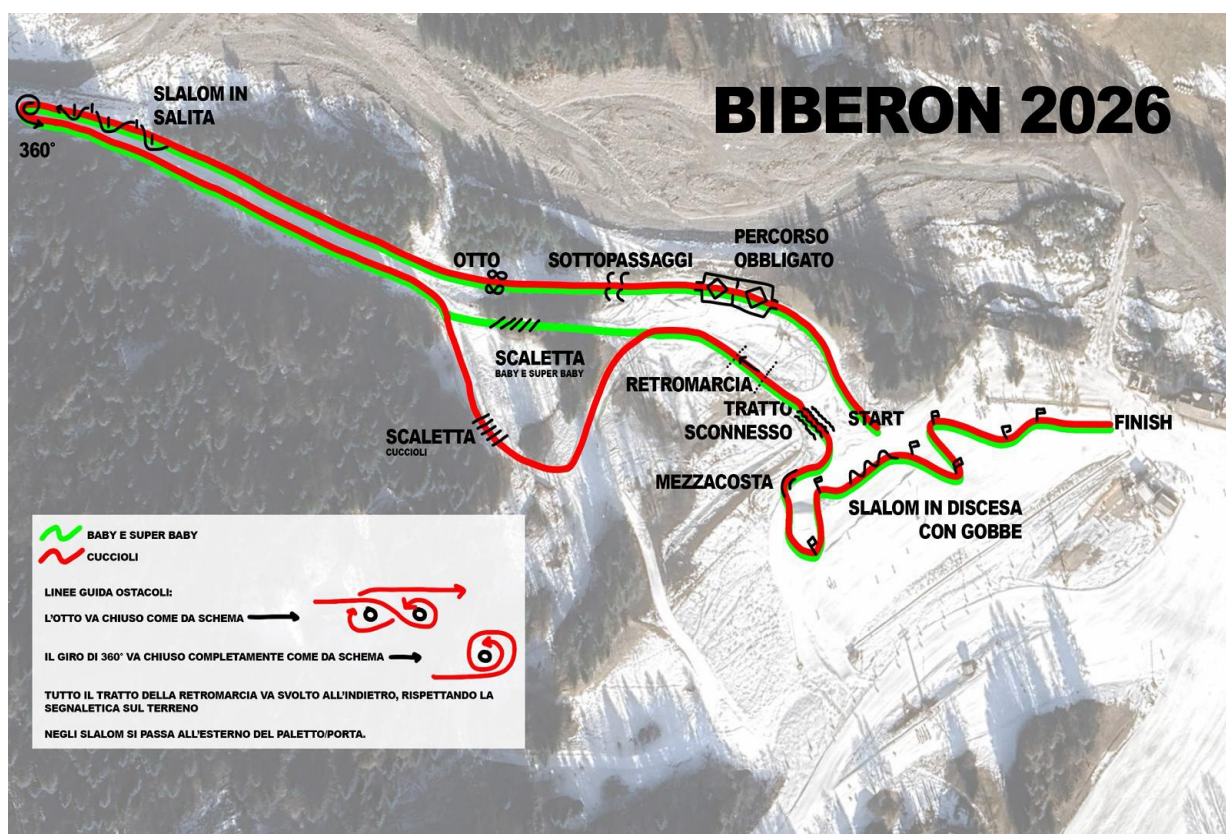 BIBERON 2026
SLALOM IN
SALITA
360°
OTTO
SOTTOPASSAGGI
PERCORSO
OBBLIGATO
SCALETTA
BABY E SUPER BABY
RETROMARCIA
TRATTO
SCONNESSO
START
FINISH
SCALETTA
CUCCIOLI
MEZZACOSTA
SLALOM IN DISCESA
CON GOBBE
BABY E SUPER BABY
CUCCIOLI
LINEE GUIDA OSTACOLI:
L'OTTO VA CHIUSO COME DA SCHEMA
IL GIRO DI 360° VA CHIUSO COMPLETAMENTE COME DA SCHEMA
TUTTO IL TRATTO DELLA RETROMARCIA VA SVOLTO ALL'INDIETRO, RISPETTANDO LA
SEGNALETICA SUL TERRENO
NEGLI SLALOM SI PASSA ALL'ESTERNO DEL PALETTO/PORTA.